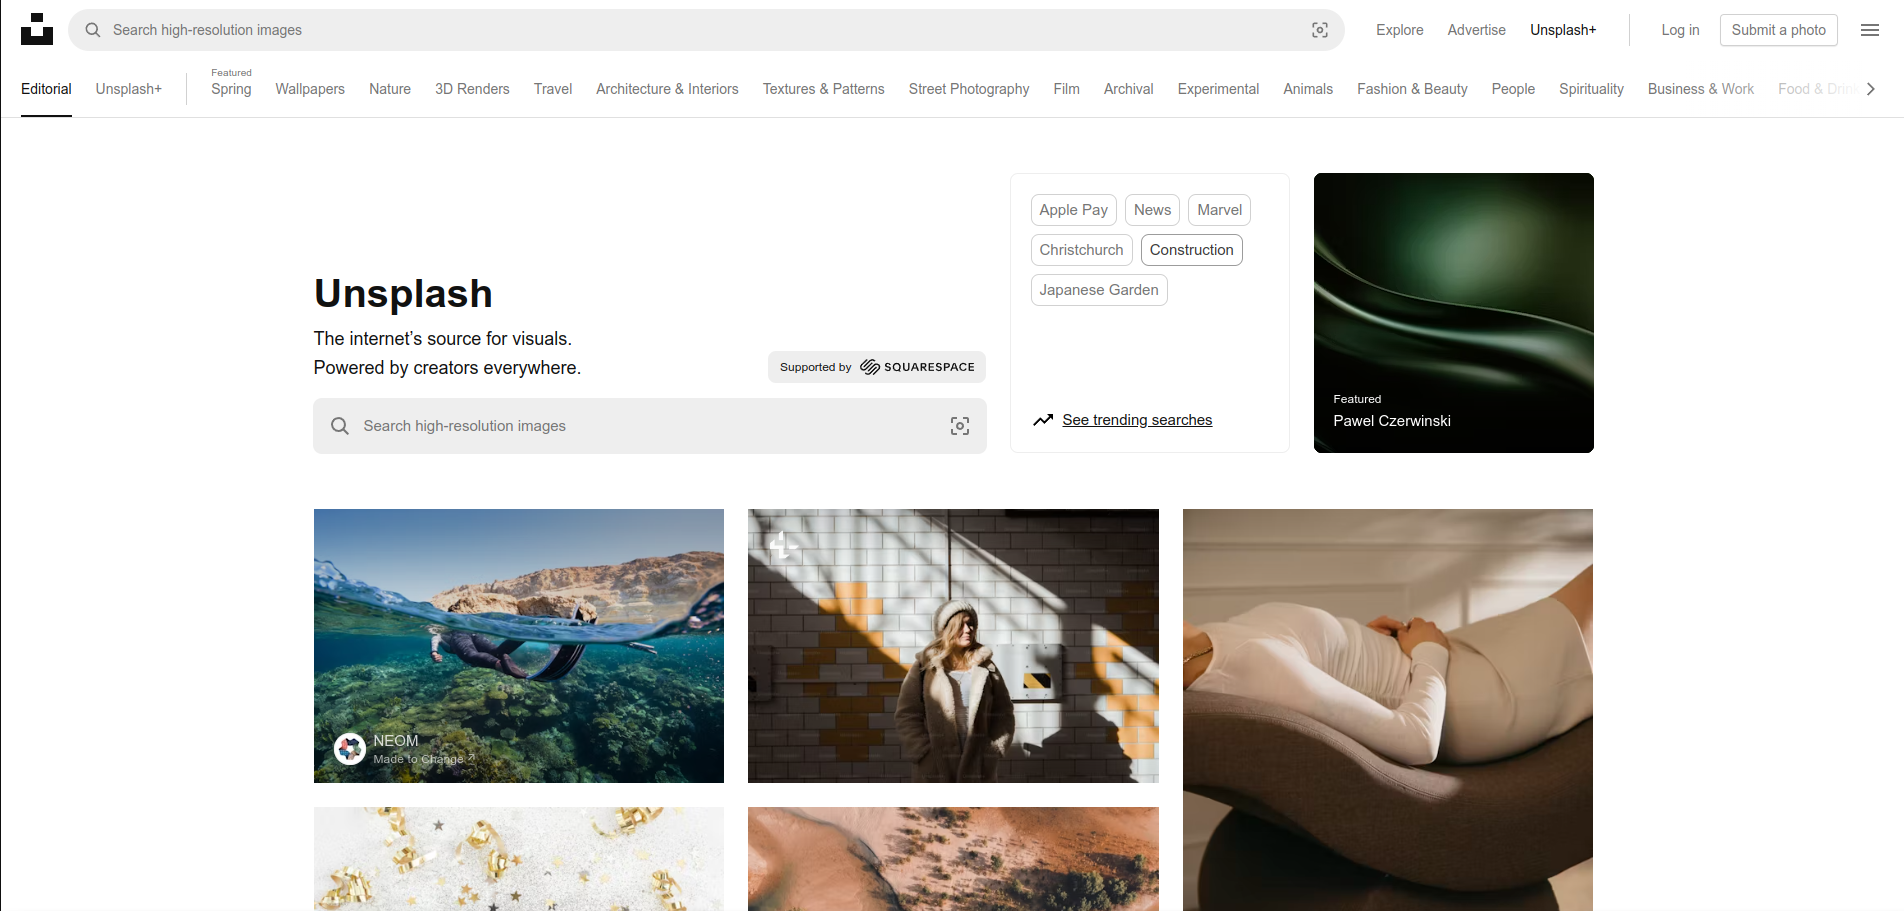 Search high-resolution images
Explore
Advertise
Unsplash+
Log in
Submit a photo
Editorial
Unsplash+
Featured
Spring
Wallpapers
Nature
3D Renders
Travel
Architecture & Interiors
Textures & Patterns
Street Photography
Film
Archival
Experimental
Animals
Fashion & Beauty
People
Spirituality
Business & Work
Food & Drink
Unsplash
The internet’s source for visuals.
Powered by creators everywhere.
Supported by SQUARESPACE
Search high-resolution images
Apple Pay
News
Marvel
Christchurch
Construction
Japanese Garden
See trending searches
Featured
Pawel Czerwinski
NEOM
Made to Change